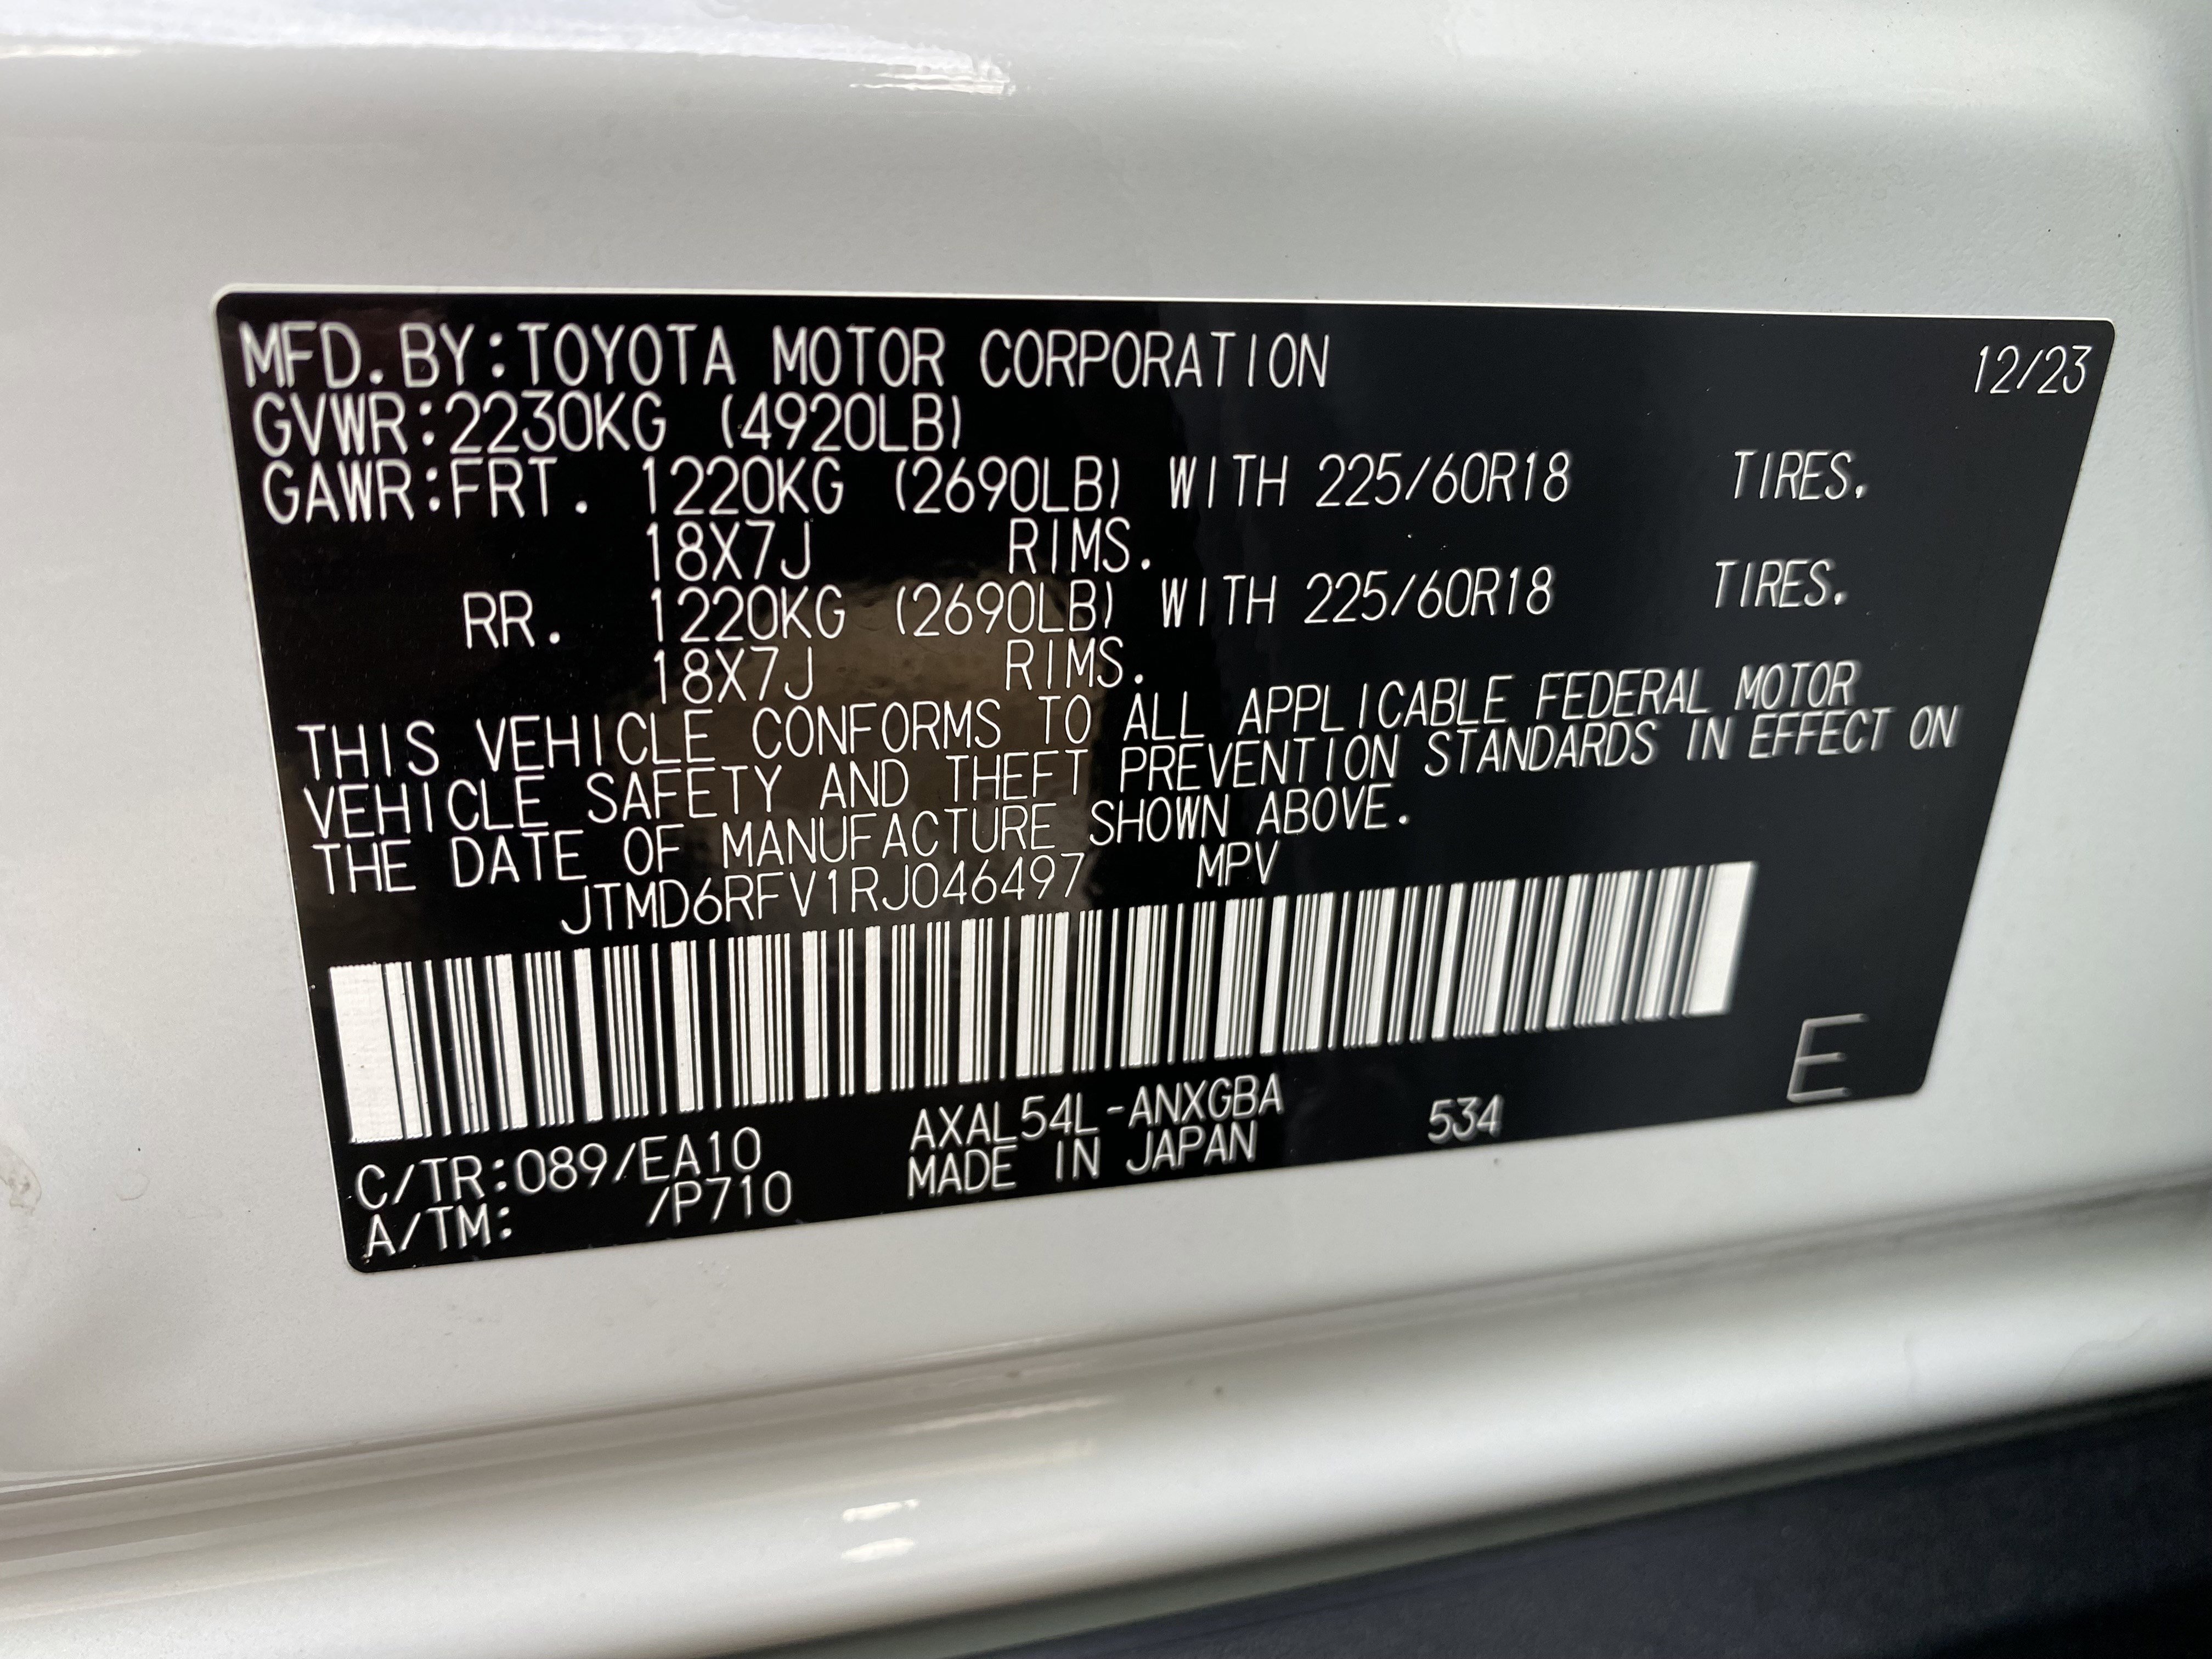 MFD. BY:TOYOTA MOTOR CORPORATION 12/23
GVWR:2230KG (4920LB)
GAWR:FRT. 1220KG (2690LB) WITH 225/60R18 TIRES.
18X7J RIMS.
RR. 1220KG (2690LB) WITH 225/60R18 TIRES.
18X7J RIMS.
THIS VEHICLE CONFORMS TO ALL APPLICABLE FEDERAL MOTOR
VEHICLE SAFETY AND THEFT PREVENTION STANDARDS IN EFFECT ON
THE DATE OF MANUFACTURE SHOWN ABOVE.
JTMD6RFV1RJ046497 MPV
E
C/TR:089/EA10 AXAL54L-ANXGBA 534
A/TM: /P710 MADE IN JAPAN